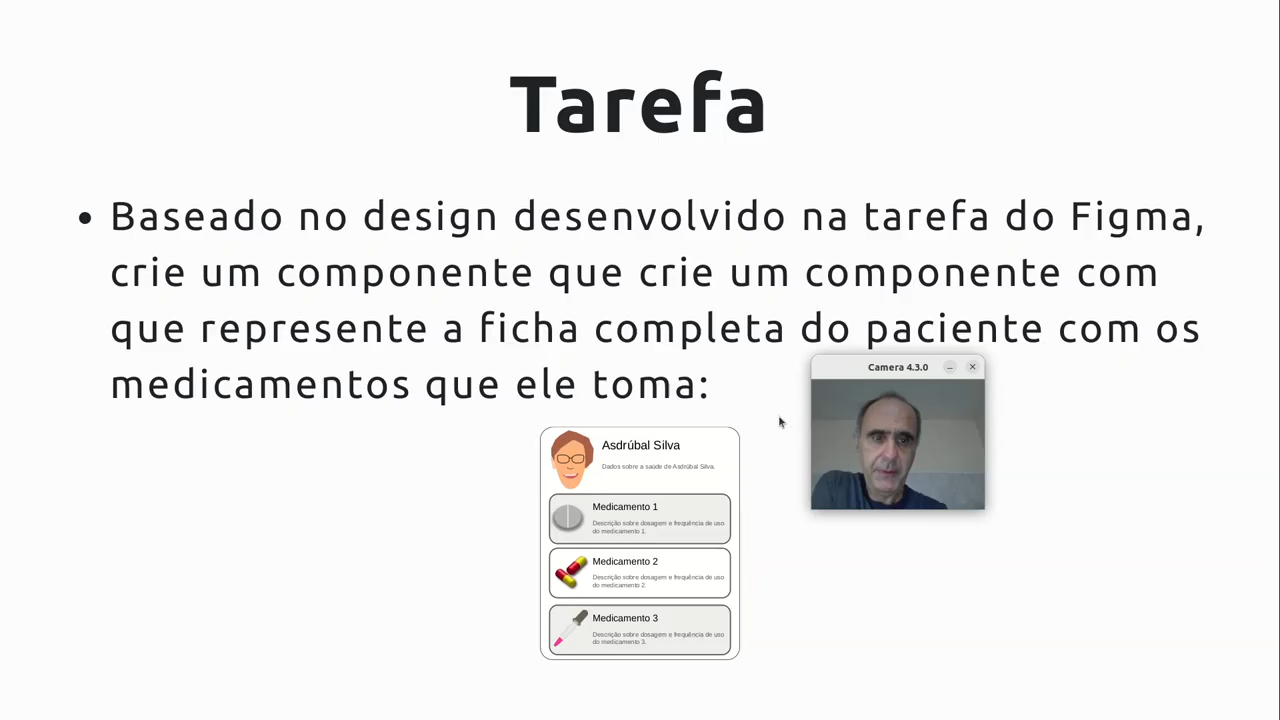 Tarefa
• Baseado no design desenvolvido na tarefa do Figma,
crie um componente que crie um componente com
que represente a ficha completa do paciente com os
medicamentos que ele toma:
Camera 4.3.0
Asdrúbal Silva
Dados sobre a saúde de Asdrúbal Silva.
Medicamento 1
Descrição sobre dosagem e frequência de uso
do medicamento 1.
Medicamento 2
Descrição sobre dosagem e frequência de uso
do medicamento 2.
Medicamento 3
Descrição sobre dosagem e frequência de uso
do medicamento 3.